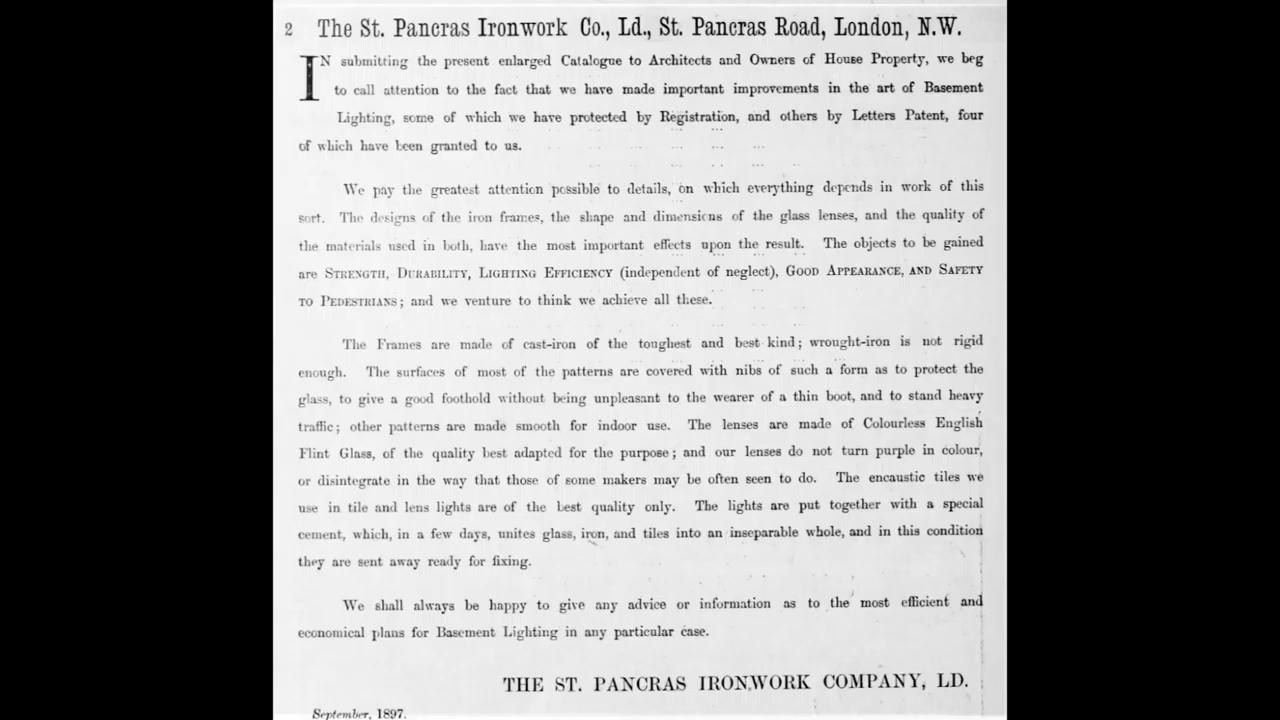 2 The St. Pancras Ironwork Co., Ld., St. Pancras Road, London, N.W.
IN submitting the present enlarged Catalogue to Architects and Owners of House Property, we beg
to call attention to the fact that we have made important improvements in the art of Basement
Lighting, some of which we have protected by Registration, and others by Letters Patent, four
of which have been granted to us.
We pay the greatest attention possible to details, on which everything depends in work of this
sort. The designs of the iron frames, the shape and dimensions of the glass lenses, and the quality of
the materials used in both, have the most important effects upon the result. The objects to be gained
are STRENGTH, DURABILITY, LIGHTING EFFICIENCY (independent of neglect), GOOD APPEARANCE, AND SAFETY
TO PEDESTRIANS; and we venture to think we achieve all these.
The Frames are made of cast-iron of the toughest and best kind; wrought-iron is not rigid
enough. The surfaces of most of the patterns are covered with nibs of such a form as to protect the
glass, to give a good foothold without being unpleasant to the wearer of a thin boot, and to stand heavy
traffic; other patterns are made smooth for indoor use. The lenses are made of Colourless English
Flint Glass, of the quality best adapted for the purpose; and our lenses do not turn purple in colour,
or disintegrate in the way that those of some makers may be often seen to do. The encaustic tiles we
use in tile and lens lights are of the best quality only. The lights are put together with a special
cement, which, in a few days, unites glass, iron, and tiles into an inseparable whole, and in this condition
they are sent away ready for fixing.
We shall always be happy to give any advice or information as to the most efficient and
economical plans for Basement Lighting in any particular case.
THE ST. PANCRAS IRONWORK COMPANY, LD.
September, 1897.